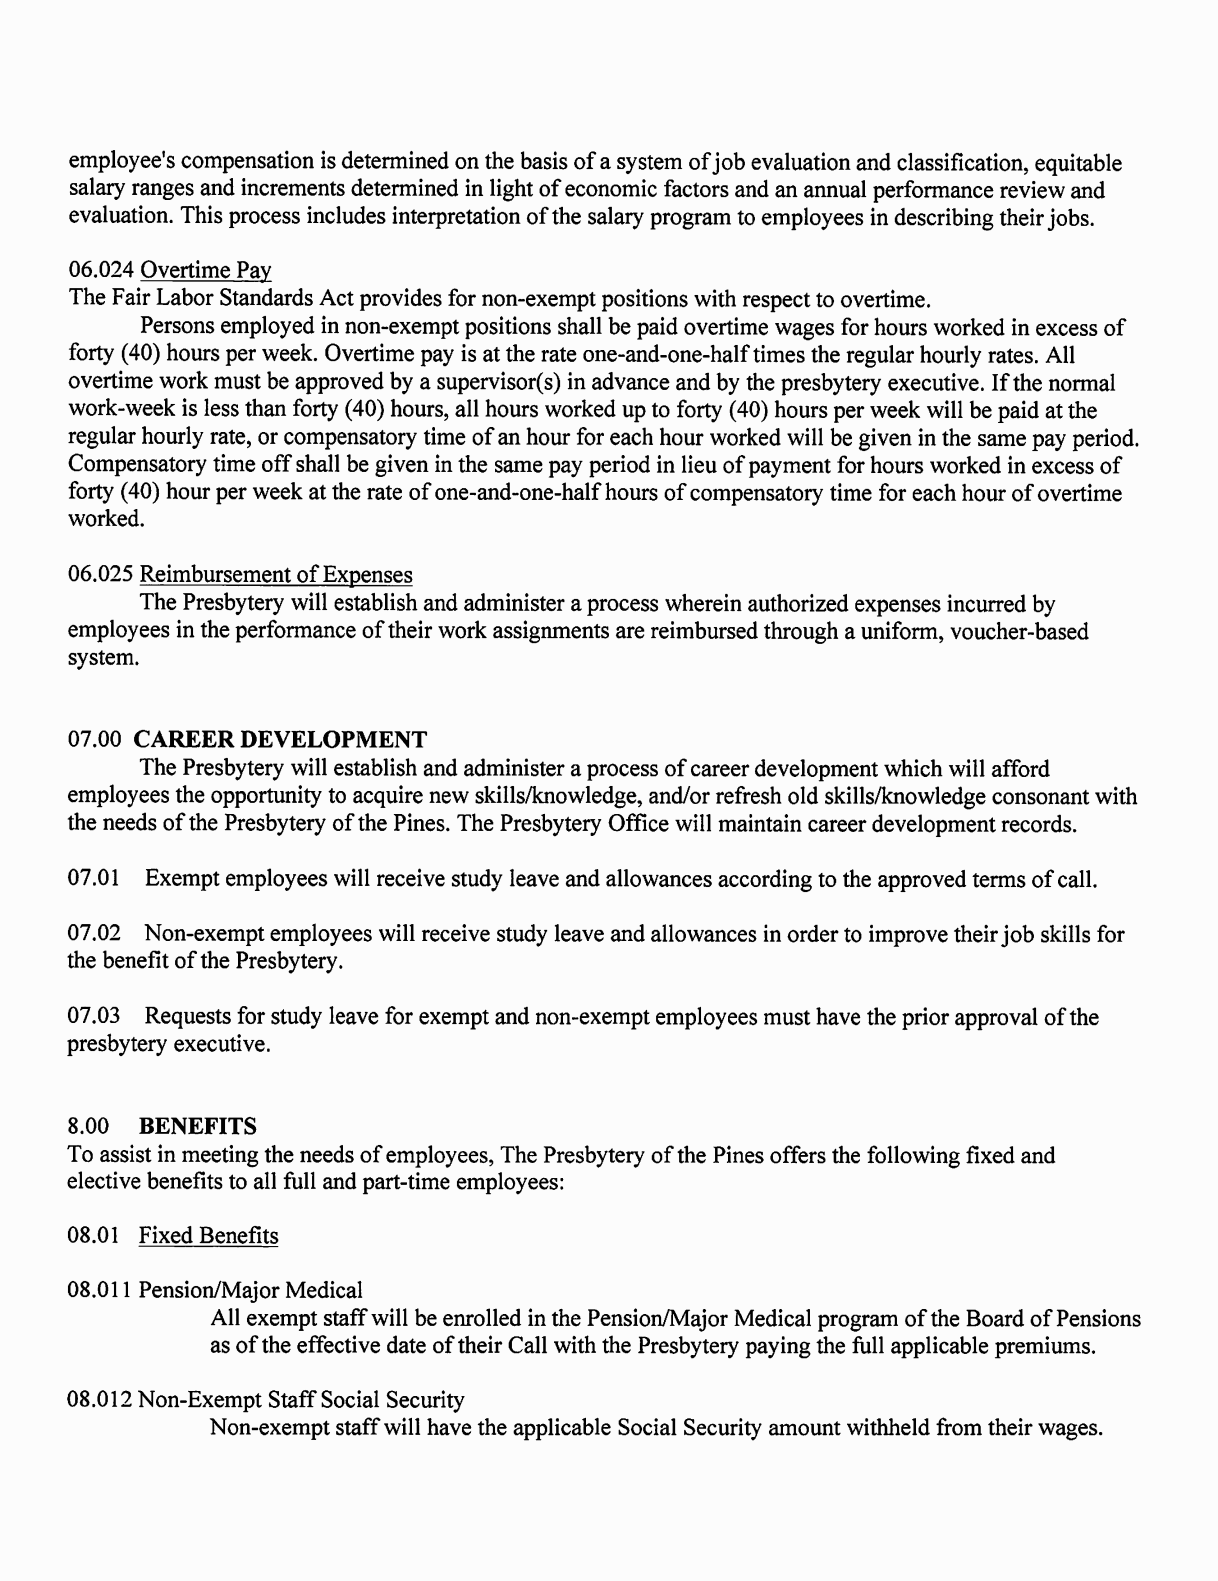 employee's compensation is determined on the basis of a system of job evaluation and classification, equitable
salary ranges and increments determined in light of economic factors and an annual performance review and
evaluation. This process includes interpretation of the salary program to employees in describing their jobs.
06.024 Overtime Pay
The Fair Labor Standards Act provides for non-exempt positions with respect to overtime.
Persons employed in non-exempt positions shall be paid overtime wages for hours worked in excess of
forty (40) hours per week. Overtime pay is at the rate one-and-one-half times the regular hourly rates. All
overtime work must be approved by a supervisor(s) in advance and by the presbytery executive. If the normal
work-week is less than forty (40) hours, all hours worked up to forty (40) hours per week will be paid at the
regular hourly rate, or compensatory time of an hour for each hour worked will be given in the same pay period.
Compensatory time off shall be given in the same pay period in lieu of payment for hours worked in excess of
forty (40) hour per week at the rate of one-and-one-half hours of compensatory time for each hour of overtime
worked.
06.025 Reimbursement of Expenses
The Presbytery will establish and administer a process wherein authorized expenses incurred by
employees in the performance of their work assignments are reimbursed through a uniform, voucher-based
system.
07.00 CAREER DEVELOPMENT
The Presbytery will establish and administer a process of career development which will afford
employees the opportunity to acquire new skills/knowledge, and/or refresh old skills/knowledge consonant with
the needs of the Presbytery of the Pines. The Presbytery Office will maintain career development records.
07.01 Exempt employees will receive study leave and allowances according to the approved terms of call.
07.02 Non-exempt employees will receive study leave and allowances in order to improve their job skills for
the benefit of the Presbytery.
07.03 Requests for study leave for exempt and non-exempt employees must have the prior approval of the
presbytery executive.
8.00 BENEFITS
To assist in meeting the needs of employees, The Presbytery of the Pines offers the following fixed and
elective benefits to all full and part-time employees:
08.01 Fixed Benefits
08.011 Pension/Major Medical
All exempt staff will be enrolled in the Pension/Major Medical program of the Board of Pensions
as of the effective date of their Call with the Presbytery paying the full applicable premiums.
08.012 Non-Exempt Staff Social Security
Non-exempt staff will have the applicable Social Security amount withheld from their wages.